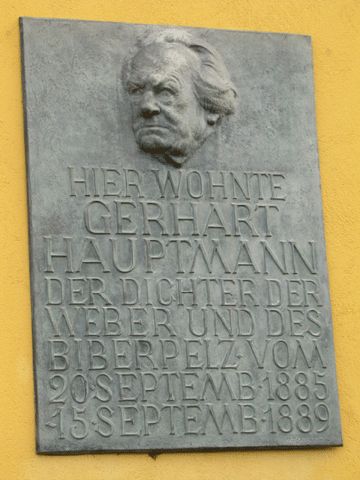 HIER WOHNTE
GERHART
HAUPTMANN
DER DICHTER DER
WEBER UND DES
BIBERPELZ·VOM
20·SEPTEMB·1885
·15·SEPTEMB·1889